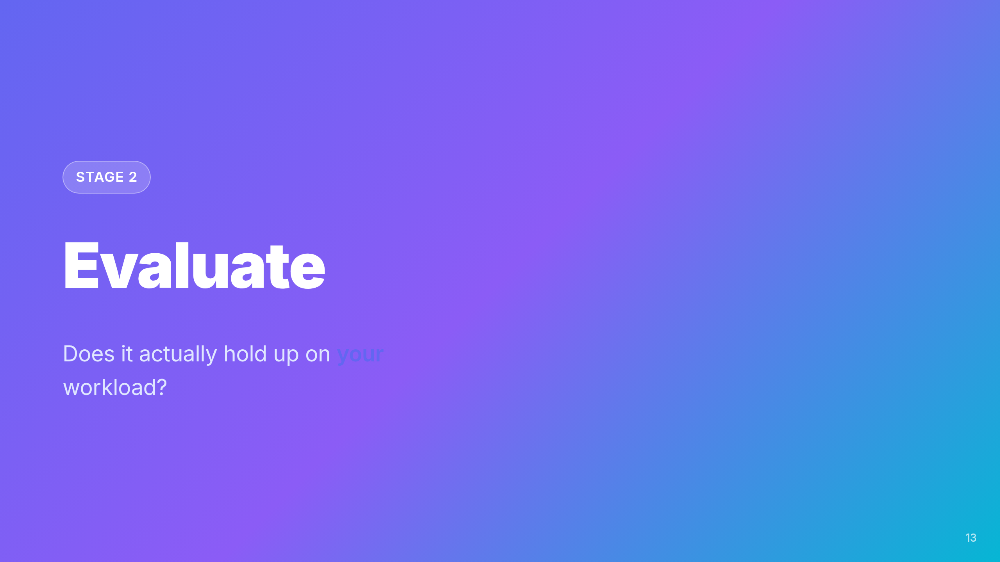 STAGE 2
Evaluate
Does it actually hold up on your
workload?
13